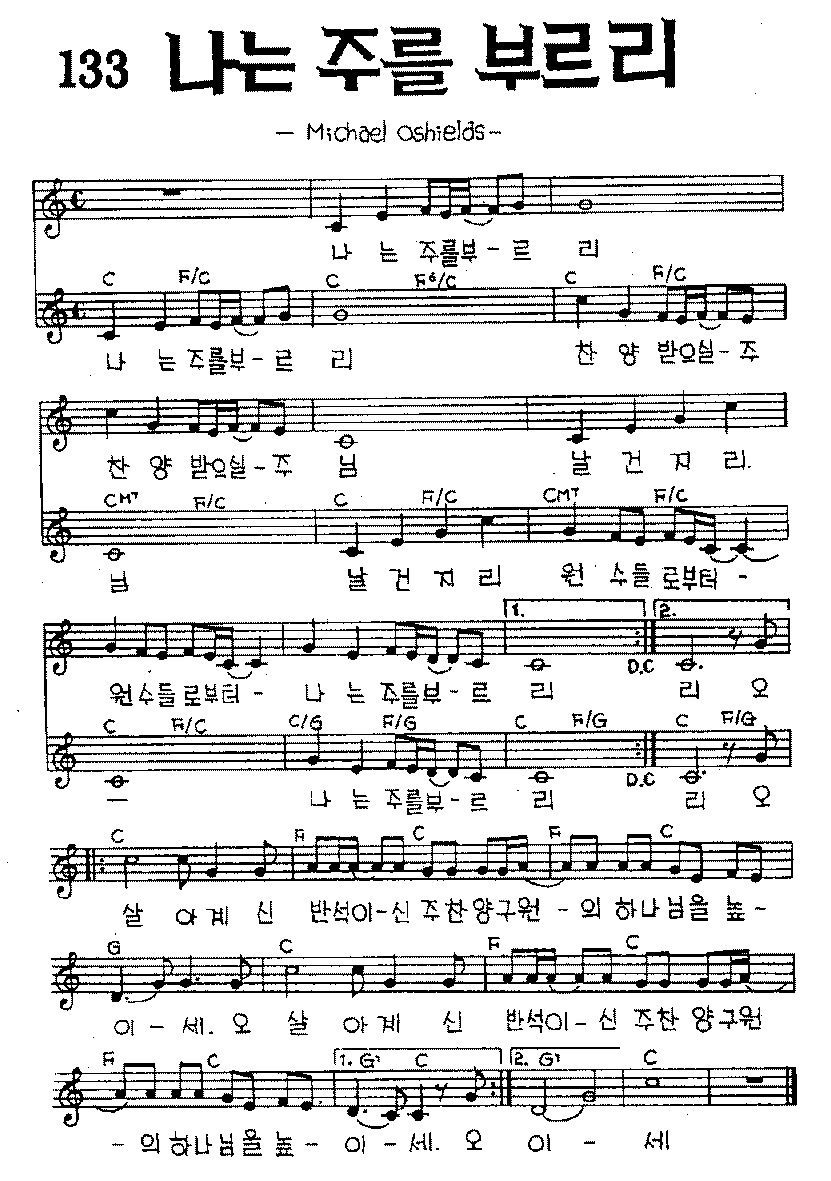 133 나는 주를 부르리
- Michael Oshields -
나 는 주를부 - 르 리
C F/C C F⁶/C C F/C
나 는 주를부 - 르 리 찬 양 받으실 - 주
찬 양 받으실 - 주 님 날 건 지 리.
CM⁷ F/C C F/C CM⁷ F/C
님 날 건 지 리 원 수들 로부터 -
1. 2.
D.C
원수들 로부터 - 나 는 주를부 - 르 리 리 오
C F/C C/G F/G C F/G C F/G
D.C
- 나 는 주를부 - 르 리 리 오
C F C F C
살 아 계 신 반석이 - 신 주찬양구원 - 의 하나님을 높 -
G C F C
이 - 세. 오 살 아 계 신 반석이 - 신 주찬 양구원
F C 1. G⁷ C 2. G⁷ C
- 의하나님을 높 - 이 - 세. 오 이 - 세